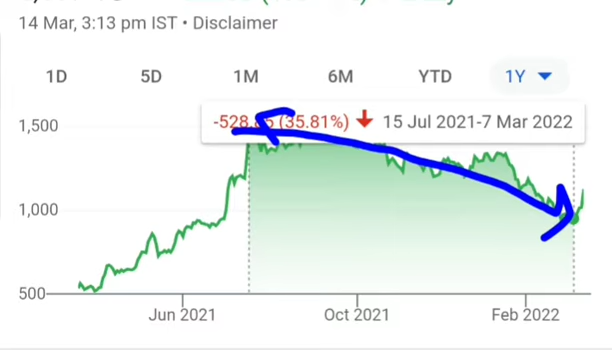 14 Mar, 3:13 pm IST • Disclaimer
1D 5D 1M 6M YTD 1Y
(35.81%) 15 Jul 2021-7 Mar 2022
1,500
1,000
500
Jun 2021 Oct 2021 Feb 2022